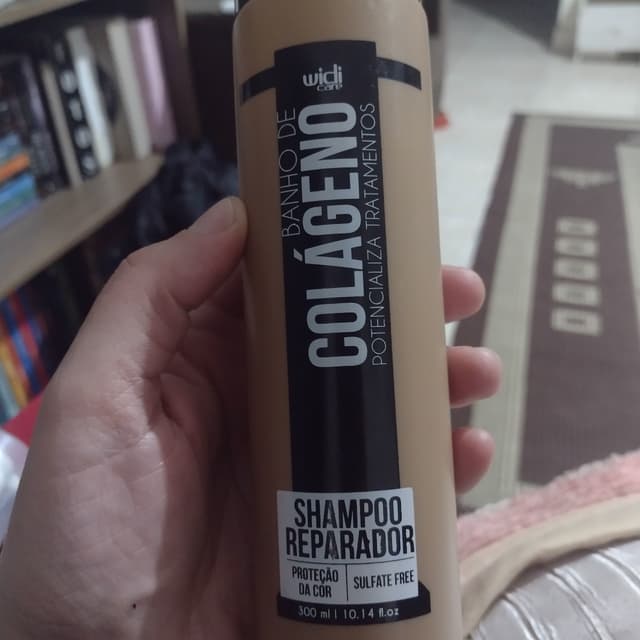 widi
care
BANHO DE
COLÁGENO
POTENCIALIZA TRATAMENTOS
SHAMPOO
REPARADOR
PROTEÇÃO
DA COR
SULFATE FREE
300 ml | 10.14 fl.oz